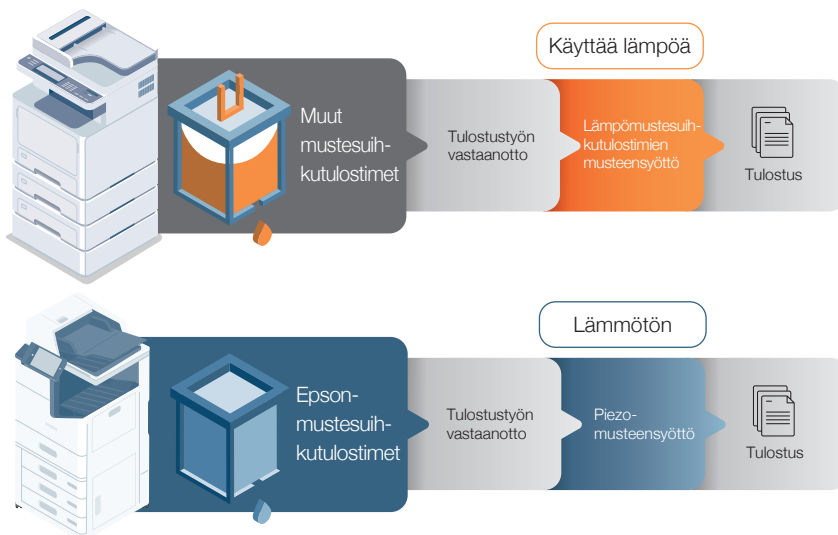 Käyttää lämpöä
Muut
mustesuih-
kutulostimet
Tulostustyön
vastaanotto
Lämpömustesuih-
kutulostimien
musteensyöttö
Tulostus
Lämmötön
Epson-
mustesuih-
kutulostimet
Tulostustyön
vastaanotto
Piezo-
musteensyöttö
Tulostus